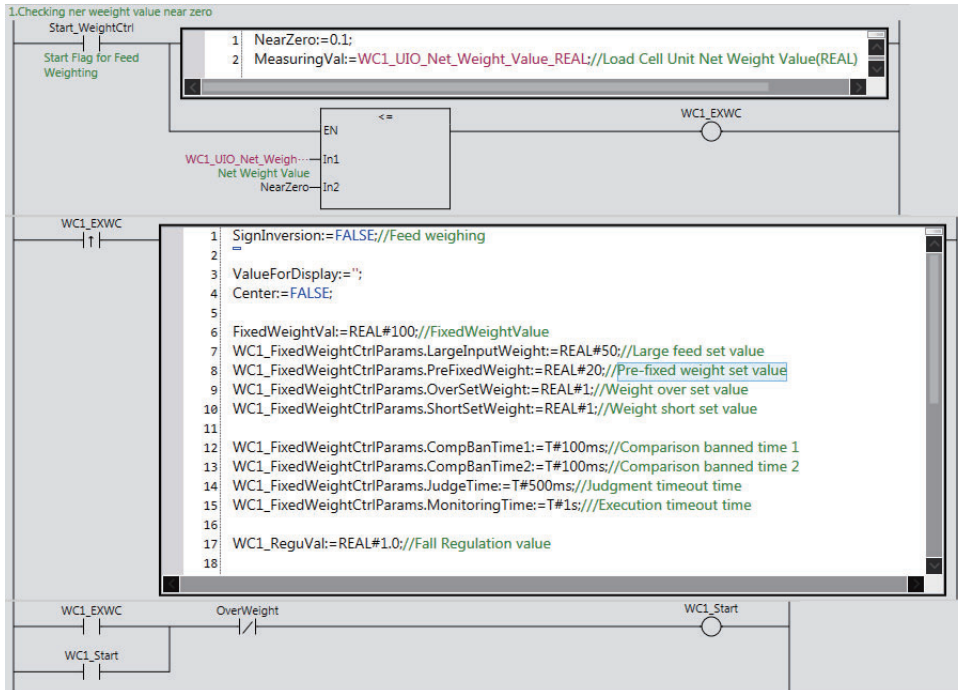 1.Checking ner weeight value near zero
Start_WeightCtrl
Start Flag for Feed
Weighting
1 NearZero:=0.1;
2 MeasuringVal:=WC1_UIO_Net_Weight_Value_REAL;//Load Cell Unit Net Weight Value(REAL)
<=
EN
WC1_EXWC
WC1_UIO_Net_Weigh··· In1
Net Weight Value
NearZero In2
WC1_EXWC
1 SignInversion:=FALSE;//Feed weighing
2
3 ValueForDisplay:='';
4 Center:=FALSE;
5
6 FixedWeightVal:=REAL#100;//FixedWeightValue
7 WC1_FixedWeightCtrlParams.LargeInputWeight:=REAL#50;//Large feed set value
8 WC1_FixedWeightCtrlParams.PreFixedWeight:=REAL#20;//Pre-fixed weight set value
9 WC1_FixedWeightCtrlParams.OverSetWeight:=REAL#1;//Weight over set value
10 WC1_FixedWeightCtrlParams.ShortSetWeight:=REAL#1;//Weight short set value
11
12 WC1_FixedWeightCtrlParams.CompBanTime1:=T#100ms;//Comparison banned time 1
13 WC1_FixedWeightCtrlParams.CompBanTime2:=T#100ms;//Comparison banned time 2
14 WC1_FixedWeightCtrlParams.JudgeTime:=T#500ms;//Judgment timeout time
15 WC1_FixedWeightCtrlParams.MonitoringTime:=T#1s;///Execution timeout time
16
17 WC1_ReguVal:=REAL#1.0;//Fall Regulation value
18
WC1_EXWC OverWeight WC1_Start
WC1_Start